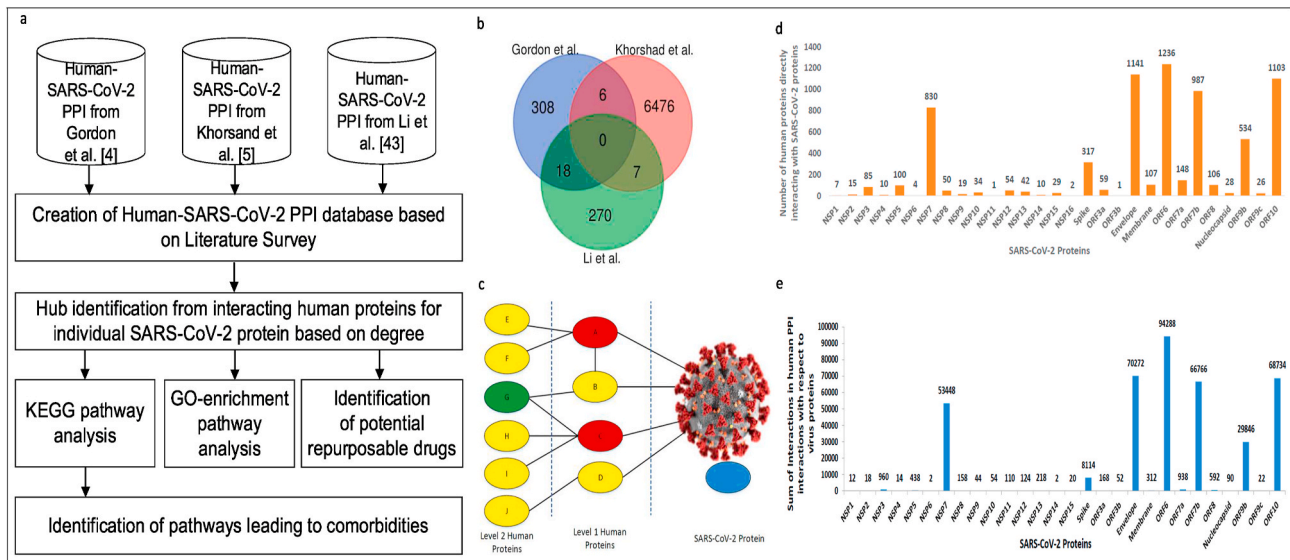 a
Human-
SARS-CoV-2
PPI from
Gordon
et al. [4]
Human-
SARS-CoV-2
PPI from
Khorsand
et al. [5]
Human-
SARS-CoV-2
PPI from Li et
al. [43]
Creation of Human-SARS-CoV-2 PPI database based
on Literature Survey
Hub identification from interacting human proteins for
individual SARS-CoV-2 protein based on degree
KEGG pathway
analysis
GO-enrichment
pathway
analysis
Identification
of potential
repurposable drugs
Identification of pathways leading to comorbidities
b
Gordon et al.
Khorshad et al.
308
6
6476
0
18
7
270
Li et al.
c
E
F
G
H
I
J
A
B
C
D
Level 2 Human
Proteins
Level 1 Human
Proteins
SARS-CoV-2 Protein
d
Number of human proteins directly
interacting with SARS-CoV-2 proteins
1400
1200
1000
800
600
400
200
0
7 15 85 10 100 4 830 50 19 34 1 54 42 10 29 2 317 59 1 1141 107 1236 148 987 106 28 534 26 1103
NSP1 NSP2 NSP3 NSP4 NSP5 NSP6 NSP7 NSP8 NSP9 NSP10 NSP11 NSP12 NSP13 NSP14 NSP15 NSP16 Spike ORF3a ORF3b Envelope Membrane ORF6 ORF7a ORF7b ORF8 Nucleocapsid ORF9b ORF9c ORF10
SARS-CoV-2 Proteins
e
Sum of Interactions in human PPI
interactions with respect to
virus proteins
100000
90000
80000
70000
60000
50000
40000
30000
20000
10000
0
12 18 960 14 438 2 53448 158 44 54 110 124 218 2 20 8114 168 52 70272 312 94288 938 66766 592 90 29846 22 68734
NSP1 NSP2 NSP3 NSP4 NSP5 NSP6 NSP7 NSP8 NSP9 NSP10 NSP11 NSP12 NSP13 NSP14 NSP15 Spike ORF3a ORF3b Envelope Membrane ORF6 ORF7a ORF7b ORF8 Nucleocapsid ORF9b ORF9c ORF10
SARS-CoV-2 Proteins